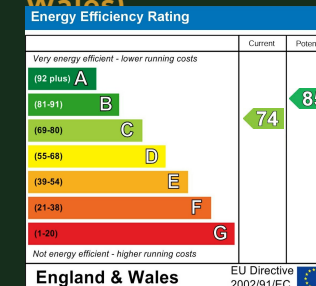 Wales)
Energy Efficiency Rating
Current
Very energy efficient - lower running costs
(92 plus) A
(81-91) B
(69-80) C
74
(55-68) D
(39-54) E
(21-38) F
(1-20) G
Not energy efficient - higher running costs
England & Wales
EU Directive
2002/91/EC